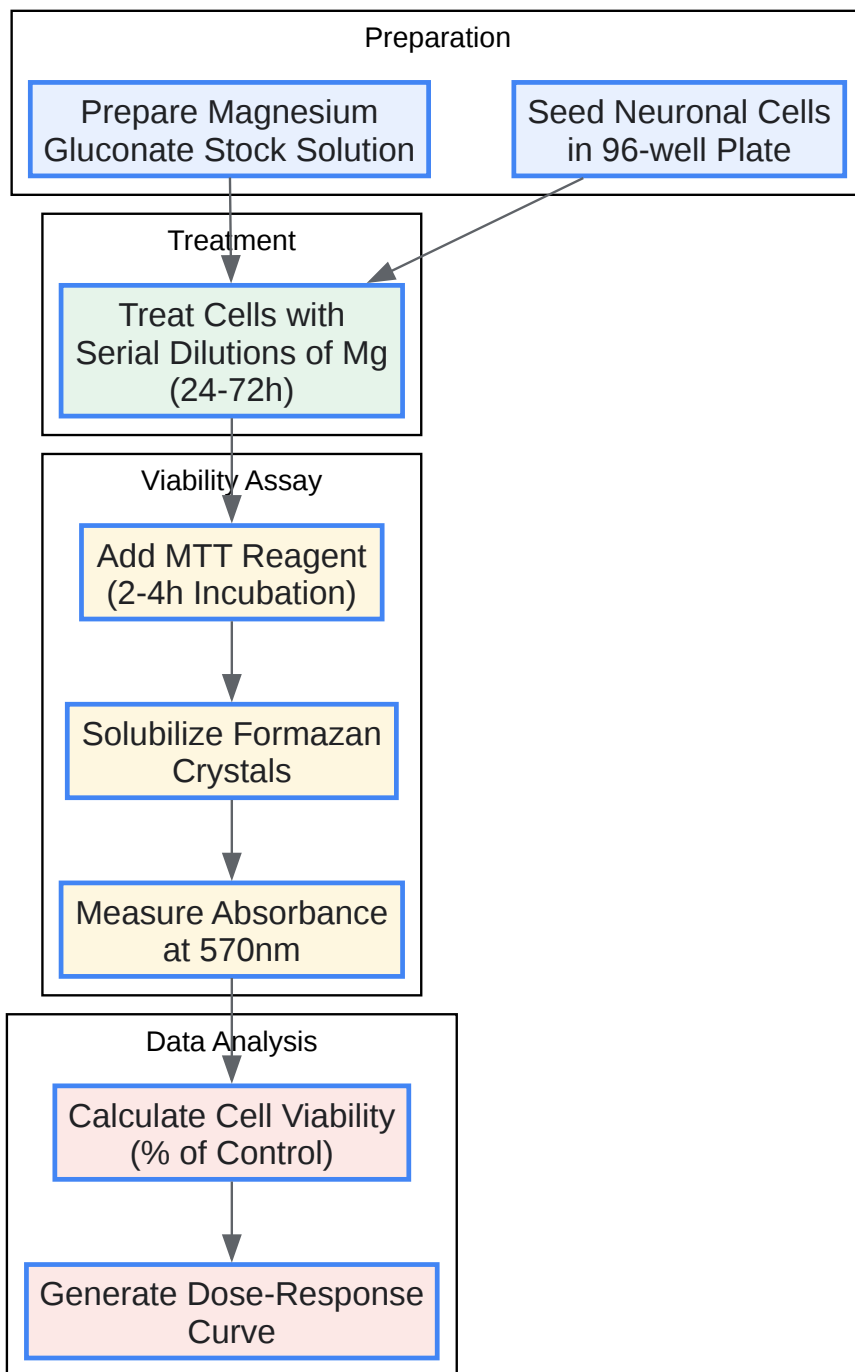 Preparation
Prepare Magnesium
Gluconate Stock Solution
Seed Neuronal Cells
in 96-well Plate
Treatment
Treat Cells with
Serial Dilutions of Mg
(24-72h)
Viability Assay
Add MTT Reagent
(2-4h Incubation)
Solubilize Formazan
Crystals
Measure Absorbance
at 570nm
Data Analysis
Calculate Cell Viability
(% of Control)
Generate Dose-Response
Curve